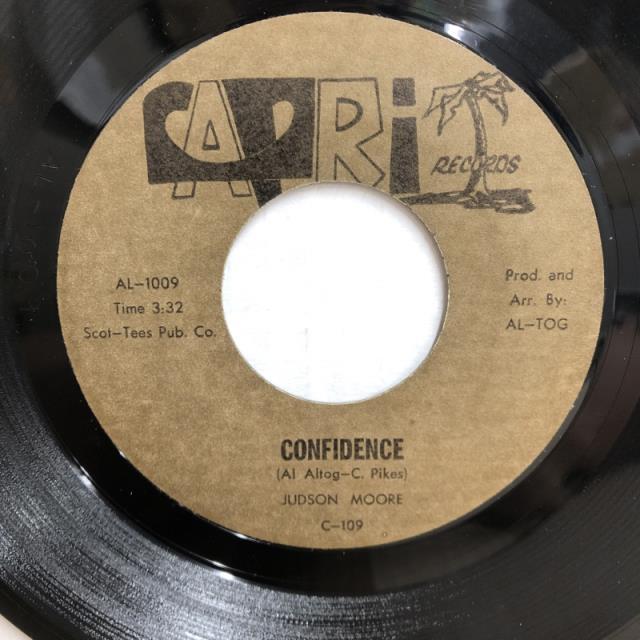 CAPRI
RECORDS
AL-1009
Time 3:32
Scot-Tees Pub. Co.
Prod. and
Arr. By:
AL-TOG
CONFIDENCE
(Al Altog-C. Pikes)
JUDSON MOORE
C-109